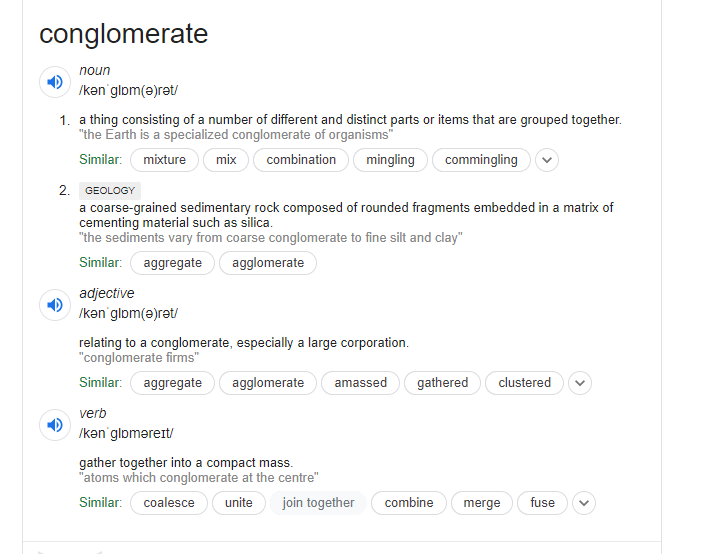 conglomerate
noun
/kənˈɡlɒm(ə)rət/
1. a thing consisting of a number of different and distinct parts or items that are grouped together.
"the Earth is a specialized conglomerate of organisms"
Similar: mixture mix combination mingling commingling
2. GEOLOGY
a coarse-grained sedimentary rock composed of rounded fragments embedded in a matrix of
cementing material such as silica.
"the sediments vary from coarse conglomerate to fine silt and clay"
Similar: aggregate agglomerate
adjective
/kənˈɡlɒm(ə)rət/
relating to a conglomerate, especially a large corporation.
"conglomerate firms"
Similar: aggregate agglomerate amassed gathered clustered
verb
/kənˈɡlɒməreɪt/
gather together into a compact mass.
"atoms which conglomerate at the centre"
Similar: coalesce unite join together combine merge fuse